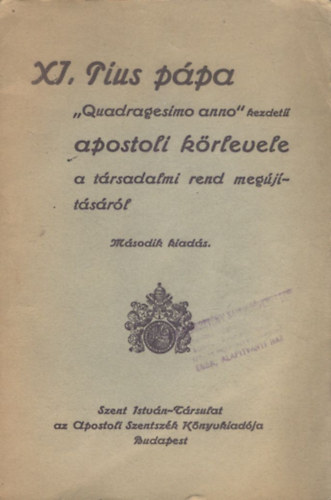 XI. Pius pápa
„Quadragesimo anno" kezdetű
apostoli körlevele
a társadalmi rend megújí-
tásáról
Második kiadás.
Szent István-Társulat
az Apostoli Szentszék Könyvkiadója
Budapest